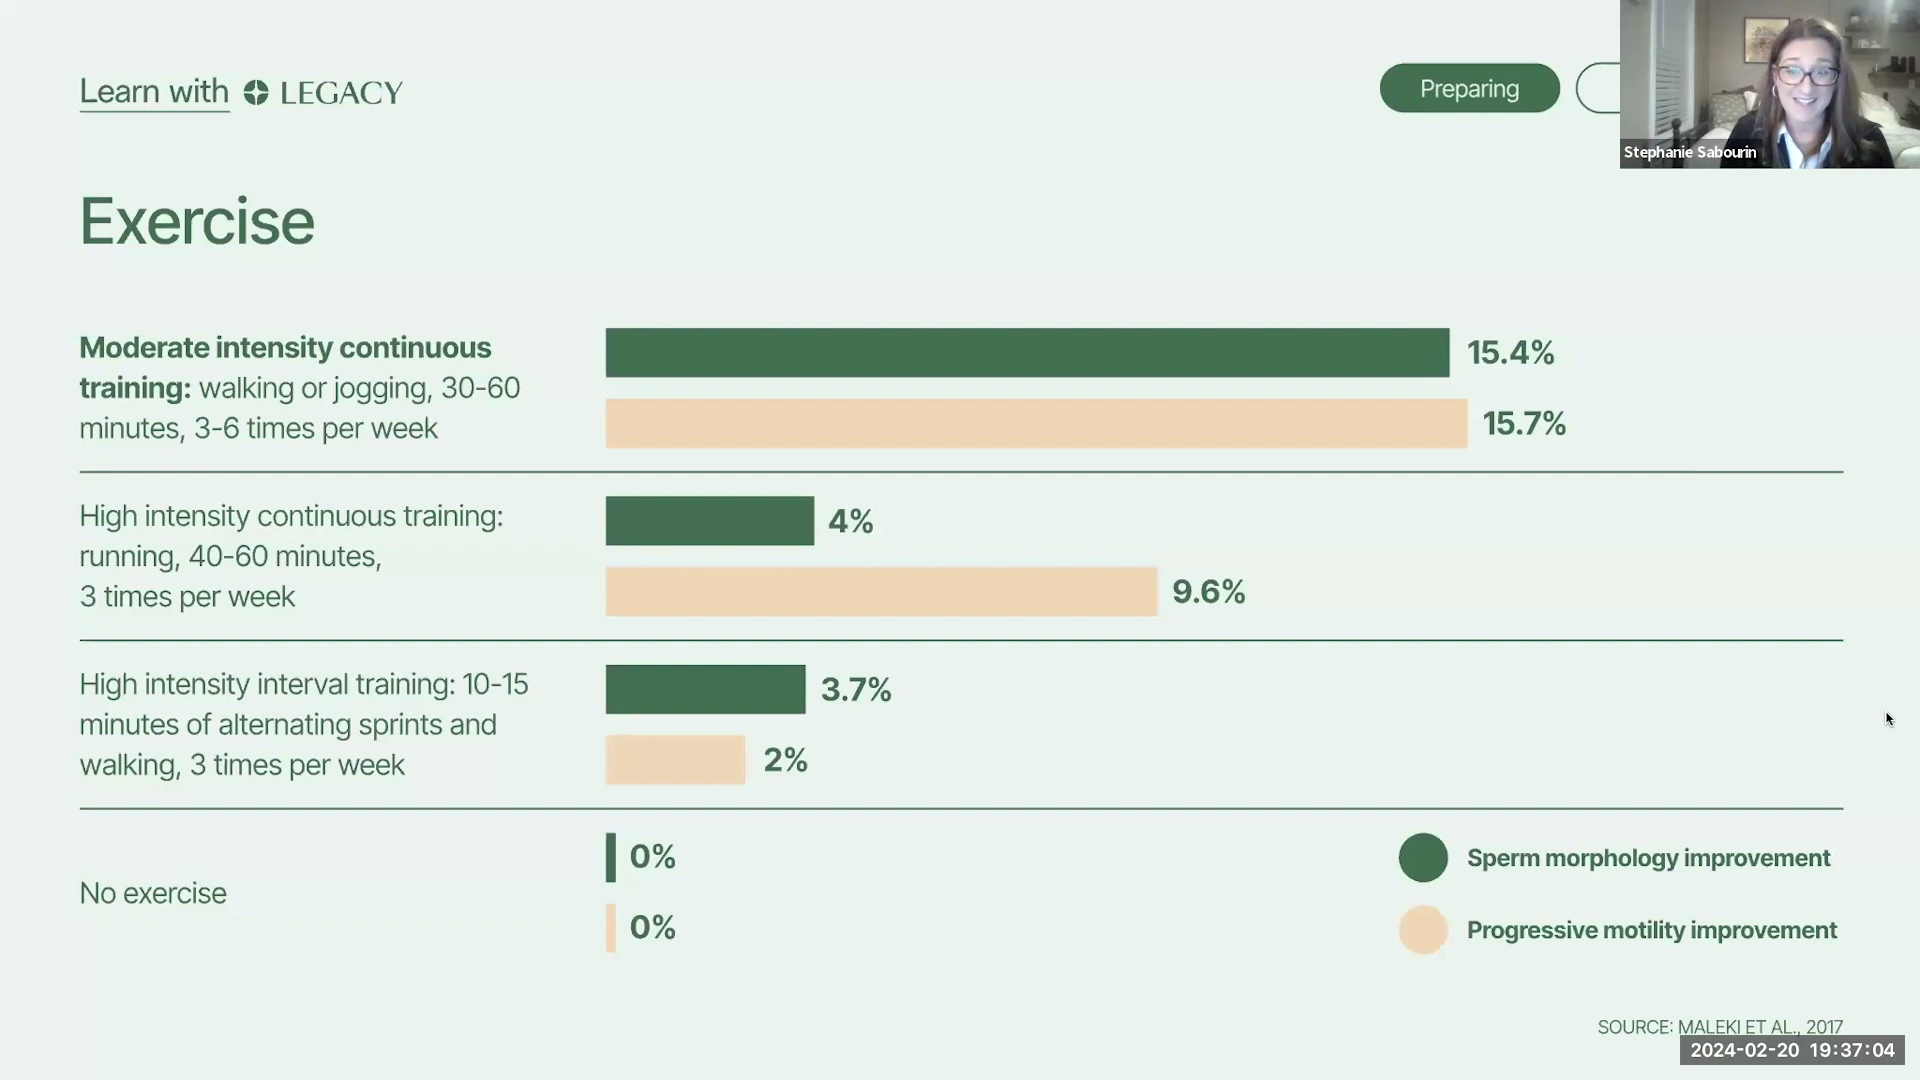 Learn with LEGACY
Preparing
Stephanie Sabourin
Exercise
Moderate intensity continuous
training: walking or jogging, 30-60
minutes, 3-6 times per week
15.4%
15.7%
High intensity continuous training:
running, 40-60 minutes,
3 times per week
4%
9.6%
High intensity interval training: 10-15
minutes of alternating sprints and
walking, 3 times per week
3.7%
2%
No exercise
0%
0%
Sperm morphology improvement
Progressive motility improvement
SOURCE: MALEKI ET AL., 2017
2024-02-20 19:37:04